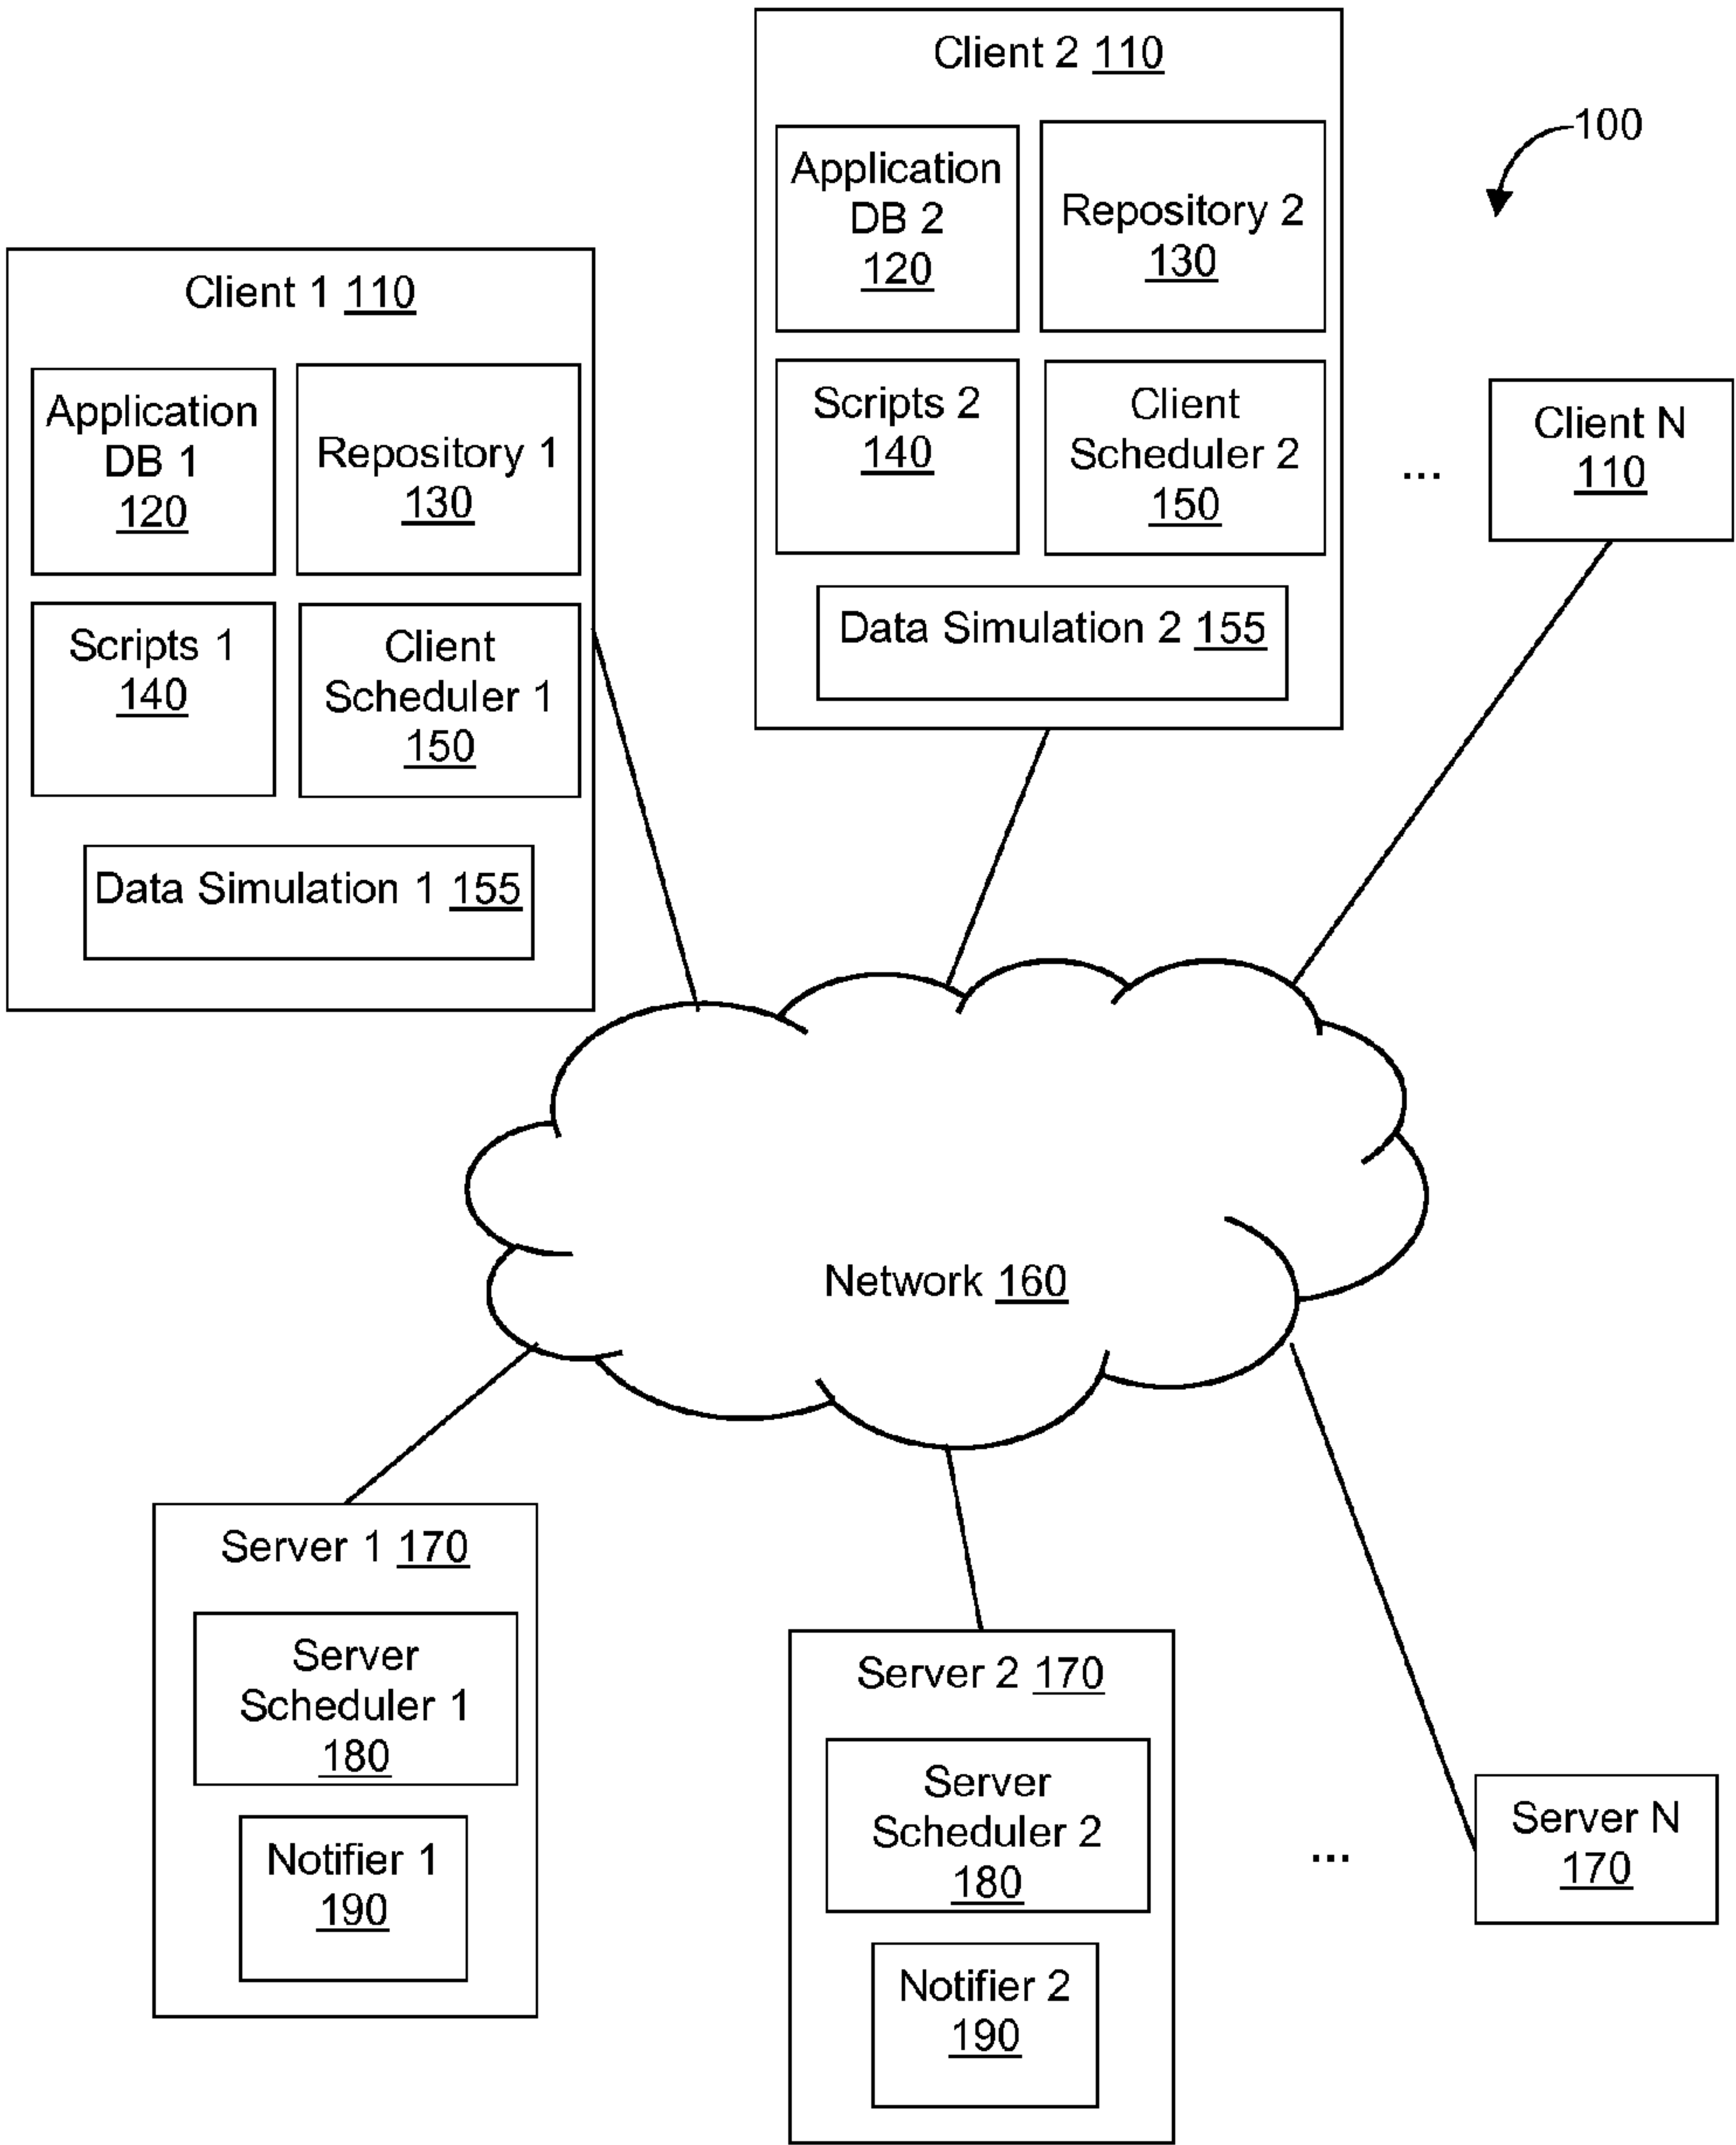 Client 2 110
Application
DB 2
120
Repository 2
130
Scripts 2
140
Client
Scheduler 2
150
Data Simulation 2 155
100
Client 1 110
Application
DB 1
120
Repository 1
130
Scripts 1
140
Client
Scheduler 1
150
Data Simulation 1 155
...
Client N
110
Network 160
Server 1 170
Server
Scheduler 1
180
Notifier 1
190
Server 2 170
Server
Scheduler 2
180
Notifier 2
190
...
Server N
170